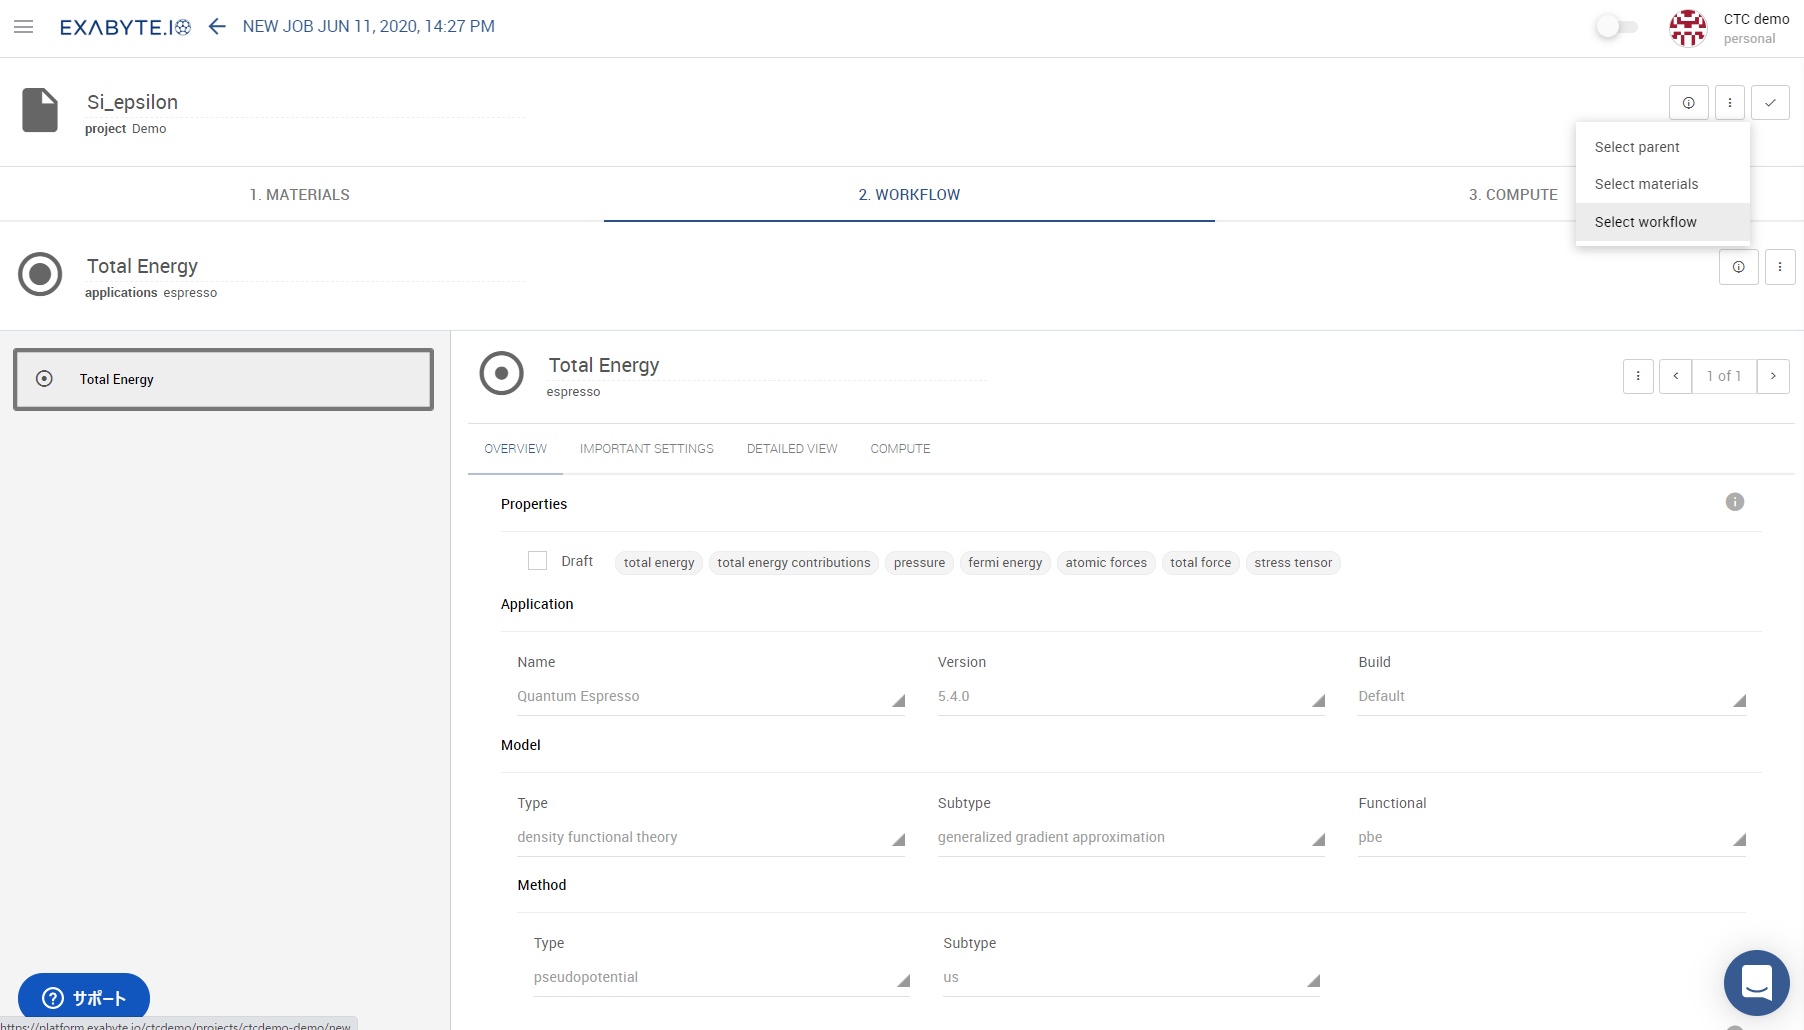 EXABYTE.IO
NEW JOB JUN 11, 2020, 14:27 PM
CTC demo
personal
Si_epsilon
project Demo
Select parent
Select materials
Select workflow
1. MATERIALS
2. WORKFLOW
3. COMPUTE
Total Energy
applications espresso
Total Energy
Total Energy
espresso
1 of 1
OVERVIEW
IMPORTANT SETTINGS
DETAILED VIEW
COMPUTE
Properties
Draft
total energy
total energy contributions
pressure
fermi energy
atomic forces
total force
stress tensor
Application
Name
Version
Build
Quantum Espresso
5.4.0
Default
Model
Type
Subtype
Functional
density functional theory
generalized gradient approximation
pbe
Method
Type
Subtype
pseudopotential
us
サポート
https://platform.exabyte.io/ctcdemo/projects/ctcdemo-demo/new